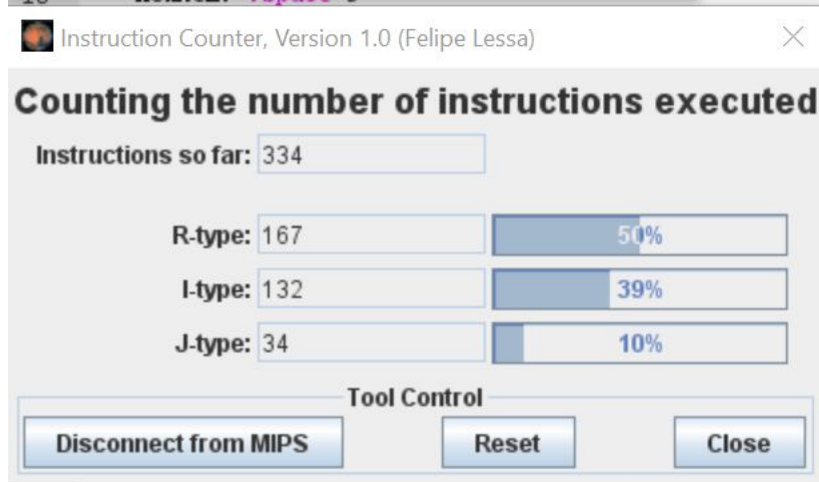 Instruction Counter, Version 1.0 (Felipe Lessa)
Counting the number of instructions executed
Instructions so far: 334
R-type: 167 50%
I-type: 132 39%
J-type: 34 10%
Tool Control
Disconnect from MIPS Reset Close